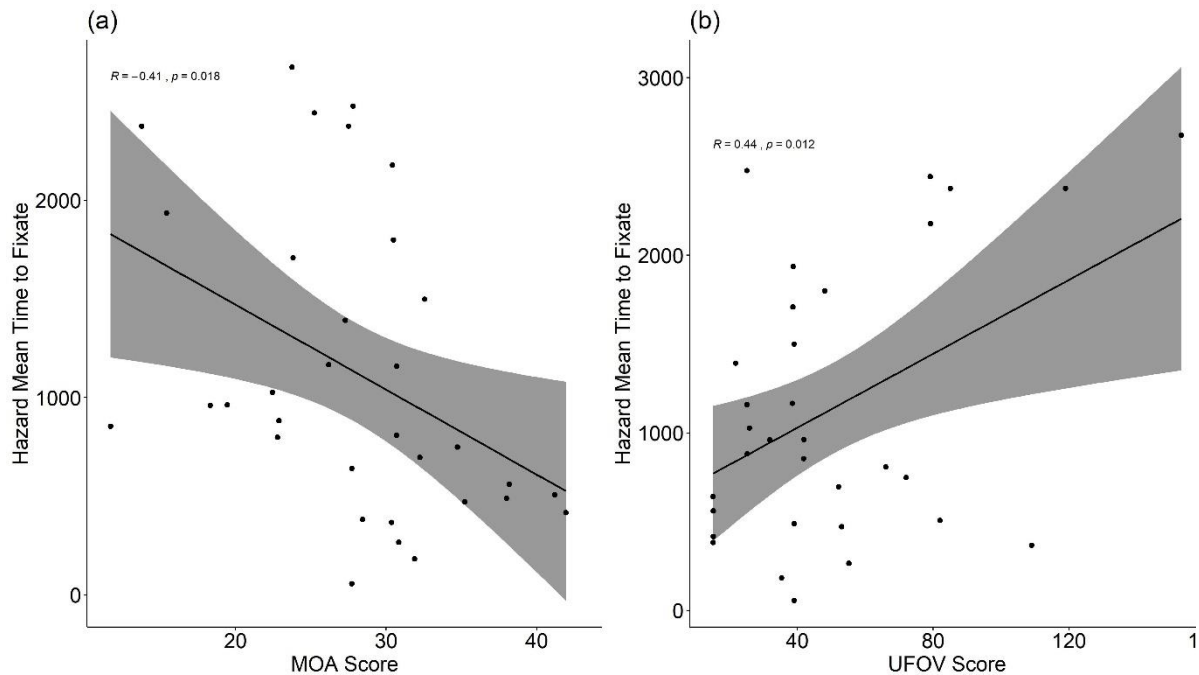 (a)
R = −0.41 , p = 0.018
Hazard Mean Time to Fixate
2000
1000
0
20 30 40
MOA Score
(b)
R = 0.44 , p = 0.012
Hazard Mean Time to Fixate
3000
2000
1000
0
40 80 120 1
UFOV Score